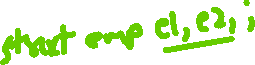 struct emp e1, e2, ;